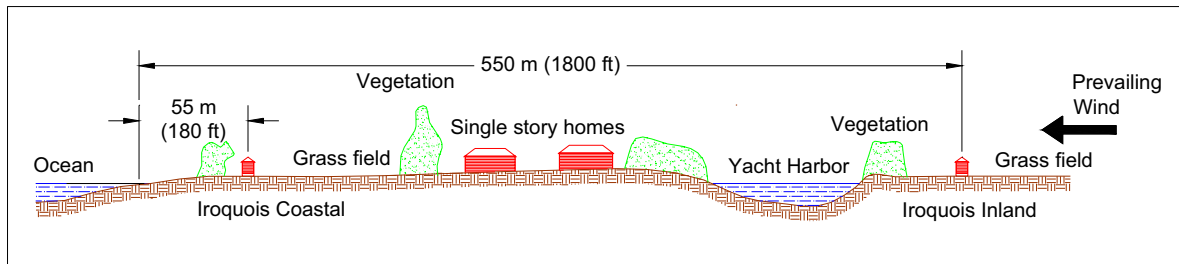 550 m (1800 ft)
Vegetation
Prevailing
Wind
55 m
(180 ft)
Single story homes
Vegetation
Ocean
Grass field
Yacht Harbor
Grass field
Iroquois Coastal
Iroquois Inland